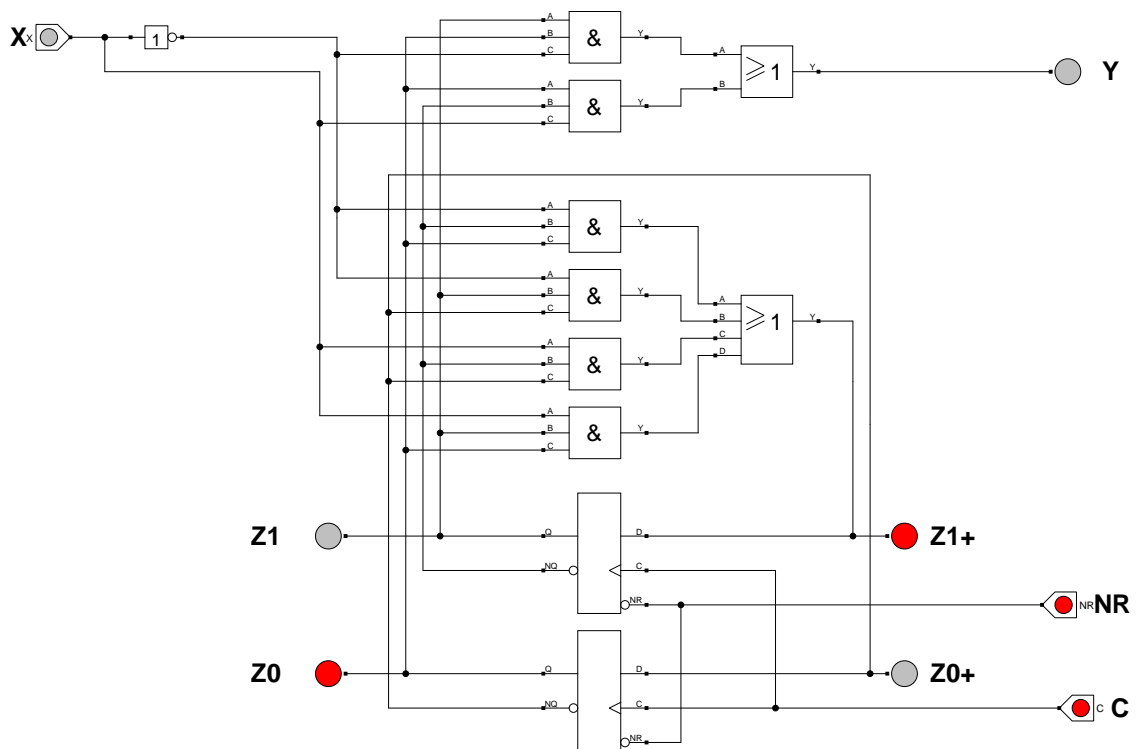 A
B Y
C &
A
X X 1 Y
≥ 1 Y
B
A
B Y
C &
A
B Y
C &
A
B Y
C &
A
B
≥ 1 Y
C
D
A
B Y
C &
A
B Y
C &
Z1 Q D Z1+
NQ C
NR NR NR
Z0 Q D Z0+
NQ C C C
NR